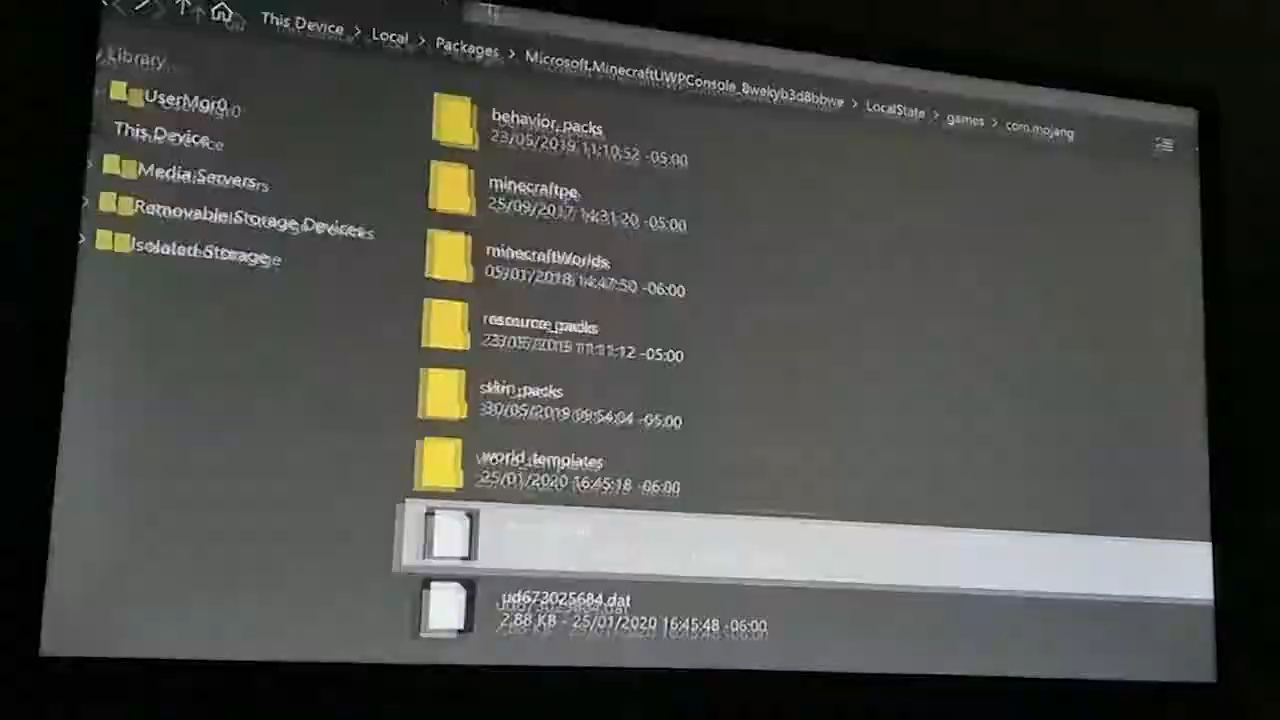 This Device > Local > Packages > Microsoft.MinecraftUWPConsole_8wekyb3d8bbwe > LocalState > games > com.mojang
Library
UserMgr0
This Device
Media Servers
Removable Storage Devices
Isolated Storage
behavior_packs
23/05/2019 11:10:52 -05:00
minecraftpe
25/09/2017 14:31:20 -05:00
minecraftWorlds
05/01/2018 14:47:50 -06:00
resource_packs
11:11:12 -05:00
skin_packs
30/05/2019 09:54:04 -05:00
world_templates
25/01/2020 16:45:18 -06:00
ud673025684.dat
2,88 KB - 25/01/2020 16:45:48 -06:00